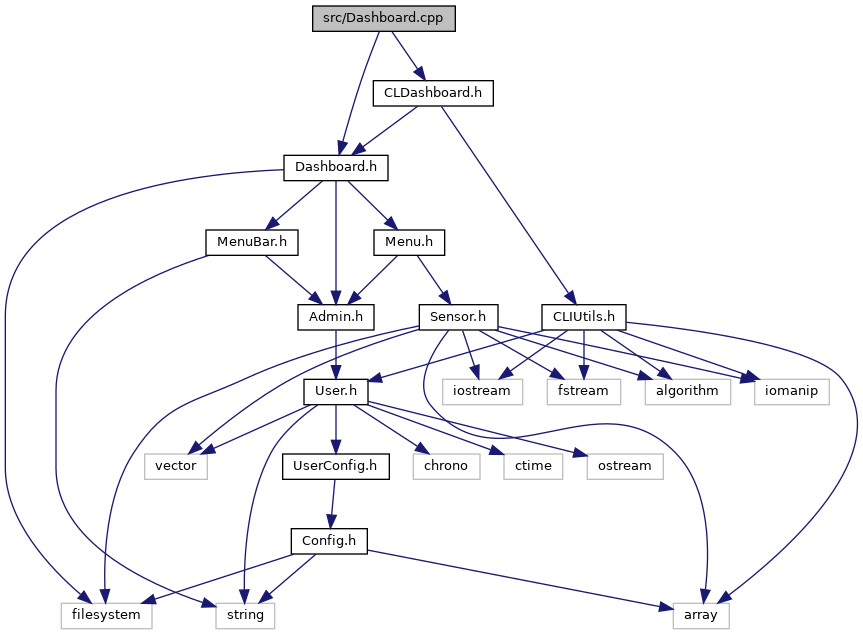 src/Dashboard.cpp
CLDashboard.h
Dashboard.h
MenuBar.h
Menu.h
Admin.h
Sensor.h
CLIUtils.h
User.h
iostream
fstream
algorithm
iomanip
vector
UserConfig.h
chrono
ctime
ostream
Config.h
filesystem
string
array